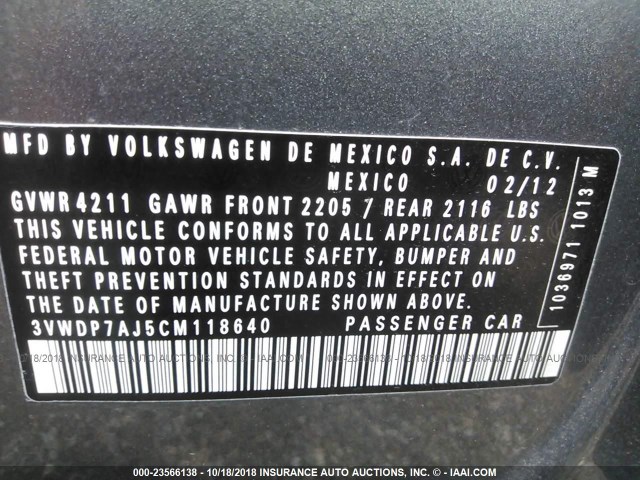 MFD BY VOLKSWAGEN DE MEXICO S.A. DE C.V.
MEXICO 02/12
GVWR 4211 GAWR FRONT 2205 / REAR 2116 LBS
THIS VEHICLE CONFORMS TO ALL APPLICABLE U.S.
FEDERAL MOTOR VEHICLE SAFETY, BUMPER AND
THEFT PREVENTION STANDARDS IN EFFECT ON
THE DATE OF MANUFACTURE SHOWN ABOVE.
3VWDP7AJ5CM118640 PASSENGER CAR
1036971 1013 M
000-23566138 - 10/18/2018 INSURANCE AUTO AUCTIONS, INC. - © IAAI.COM